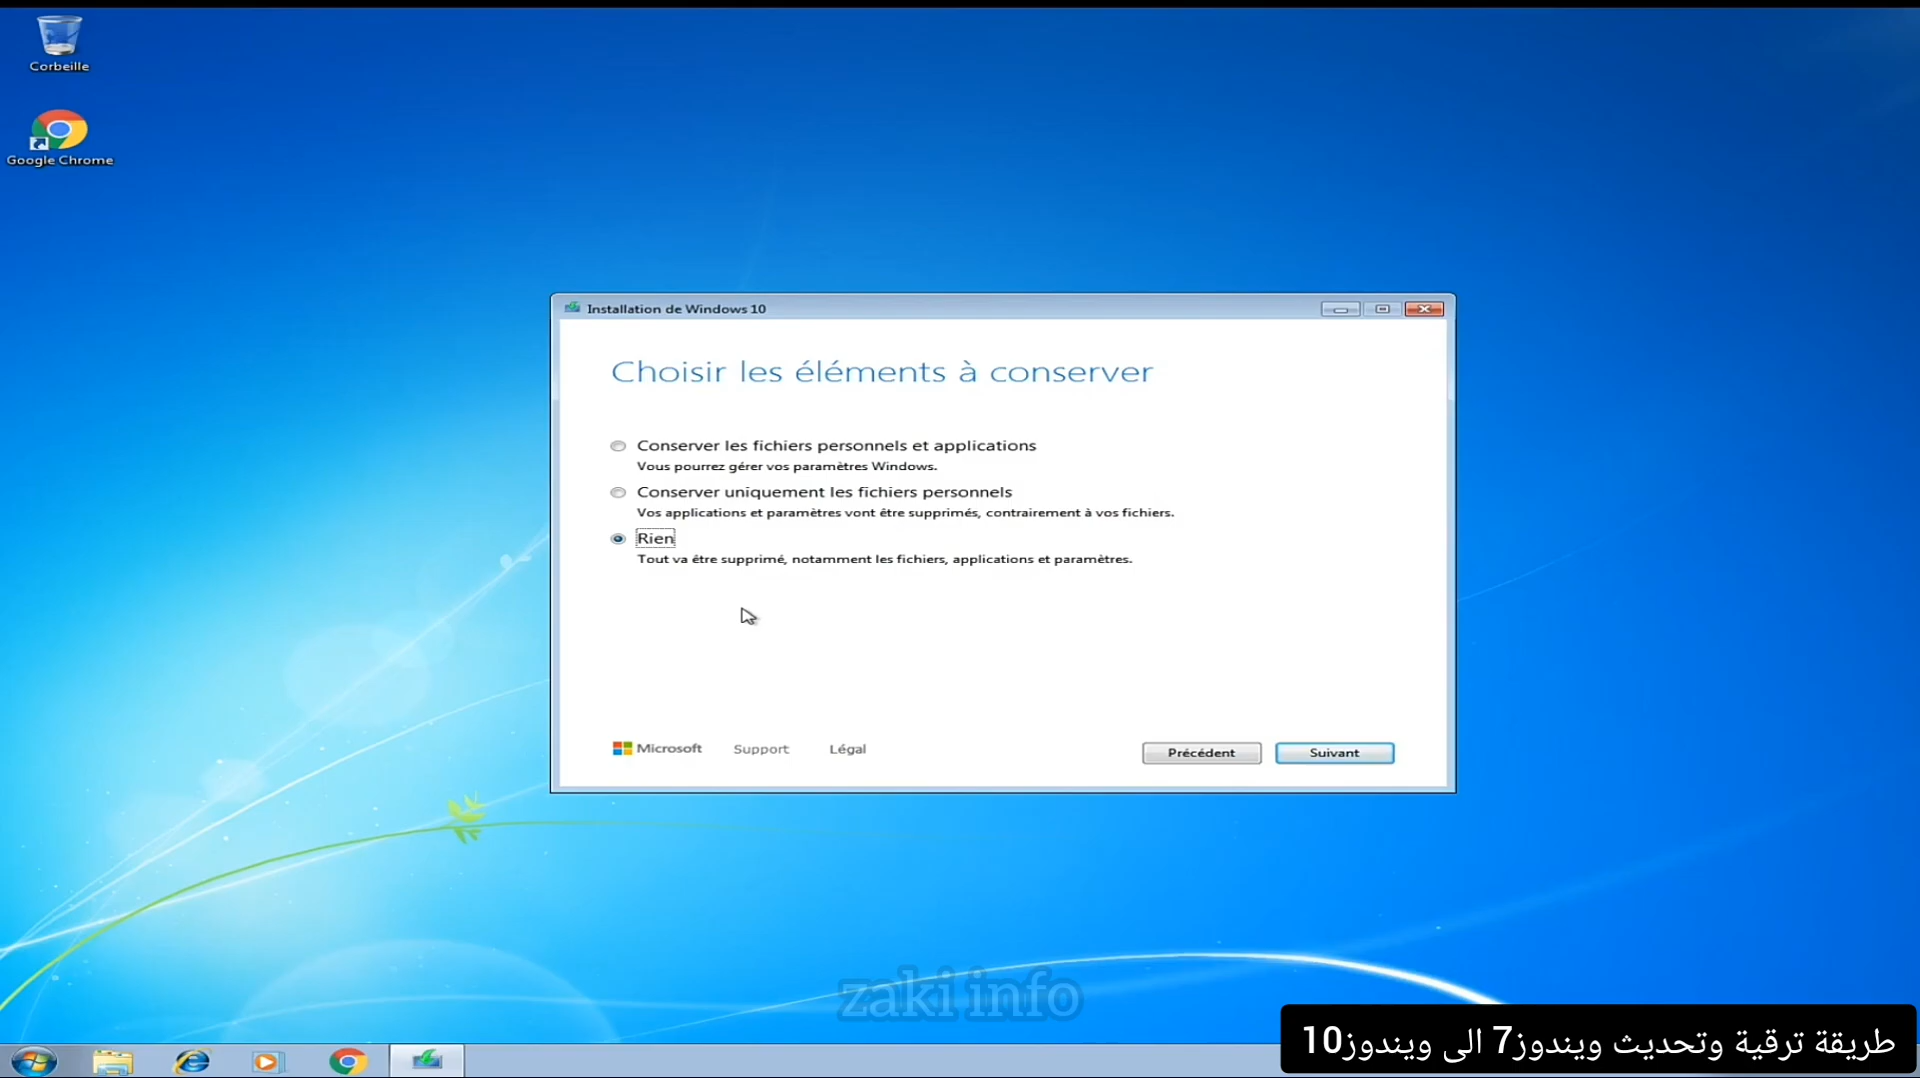 Corbeille
Google Chrome
Installation de Windows 10
Choisir les éléments à conserver
Conserver les fichiers personnels et applications
Vous pourrez gérer vos paramètres Windows.
Conserver uniquement les fichiers personnels
Vos applications et paramètres vont être supprimés, contrairement à vos fichiers.
Rien
Tout va être supprimé, notamment les fichiers, applications et paramètres.
Microsoft Support Légal Précédent Suivant
zaki info
طريقة ترقية وتحديث ويندوز7 الى ويندوز10